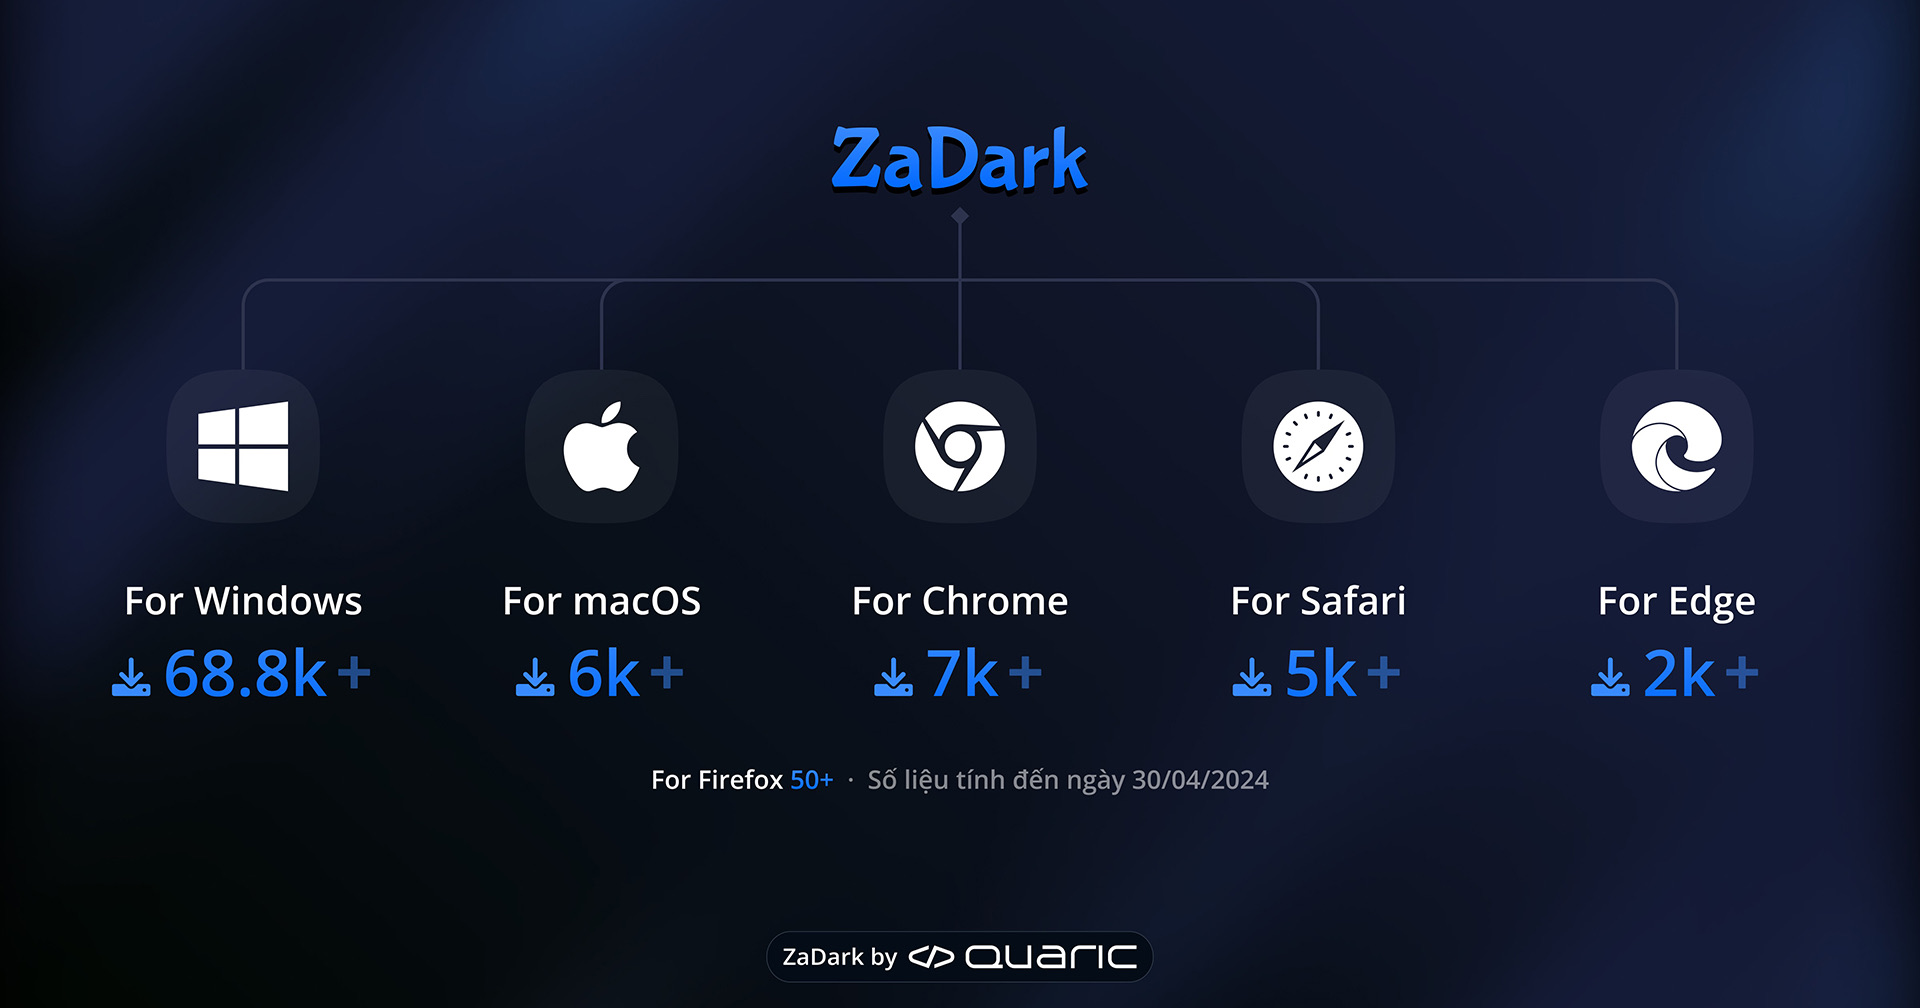 ZaDark
For Windows
68.8k+
For macOS
6k+
For Chrome
7k+
For Safari
5k+
For Edge
2k+
For Firefox 50+ · Số liệu tính đến ngày 30/04/2024
ZaDark by </> QUARIC